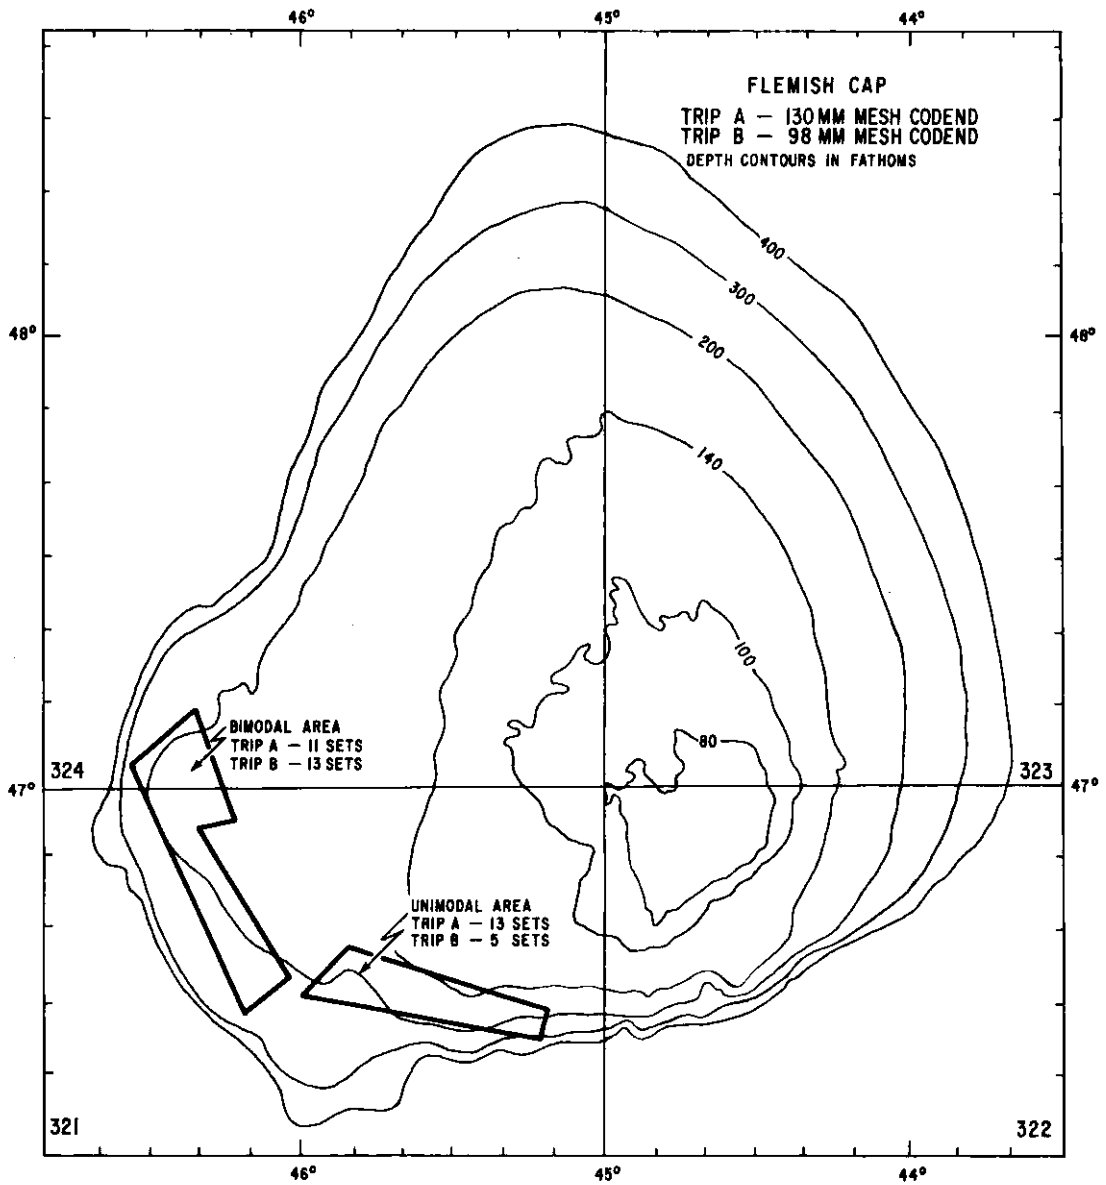 46° 45° 44°
FLEMISH CAP
TRIP A — 130 MM MESH CODEND
TRIP B — 98 MM MESH CODEND
DEPTH CONTOURS IN FATHOMS
400
300
48° 48°
200
140
100
80
BIMODAL AREA
TRIP A — 11 SETS
TRIP B — 13 SETS
324 323
47° 47°
UNIMODAL AREA
TRIP A — 13 SETS
TRIP B — 5 SETS
321 322
46° 45° 44°